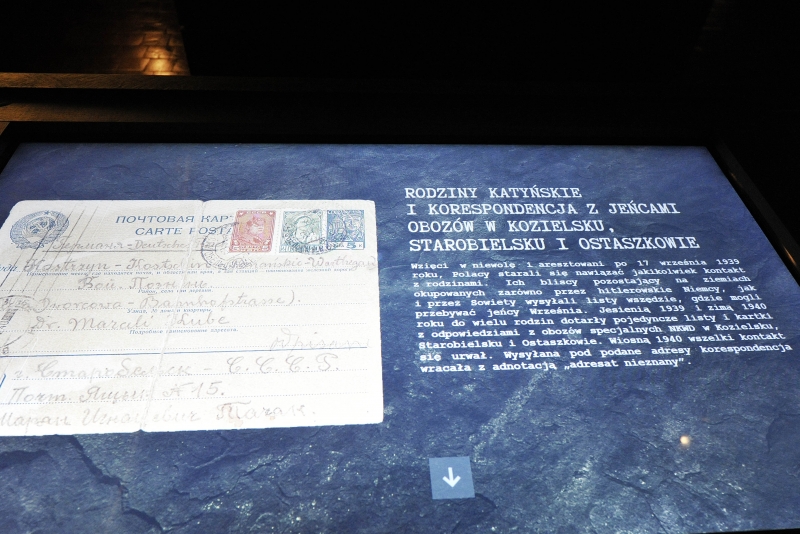 ПОЧТОВАЯ КАР
CARTE POST
Dworcowa - Bahnhofstrasse)
Dr. Marceli Kube
г. Старобельск - С.С.С.Р.
Почт. Ящик № 15.
RODZINY KATYŃSKIE
I KORESPONDENCJA Z JEŃCAMI
OBOZÓW W KOZIELSKU,
STAROBIELSKU I OSTASZKOWIE
Wzięci w niewolę i aresztowani po 17 września 1939
roku, Polacy starali się nawiązać jakikolwiek kontakt
z rodzinami. Ich bliscy pozostający na ziemiach
okupowanych zarówno przez hitlerowskie Niemcy, jak
i przez Sowiety wysyłali listy wszędzie, gdzie mogli
przebywać jeńcy Września. Jesienią 1939 i zimą 1940
roku do wielu rodzin dotarły pojedyncze listy i kartki
z odpowiedziami z obozów specjalnych NKWD w Kozielsku,
Starobielsku i Ostaszkowie. Wiosną 1940 wszelki kontakt
się urwał. Wysyłana pod podane adresy korespondencja
wracała z adnotacją „adresat nieznany".